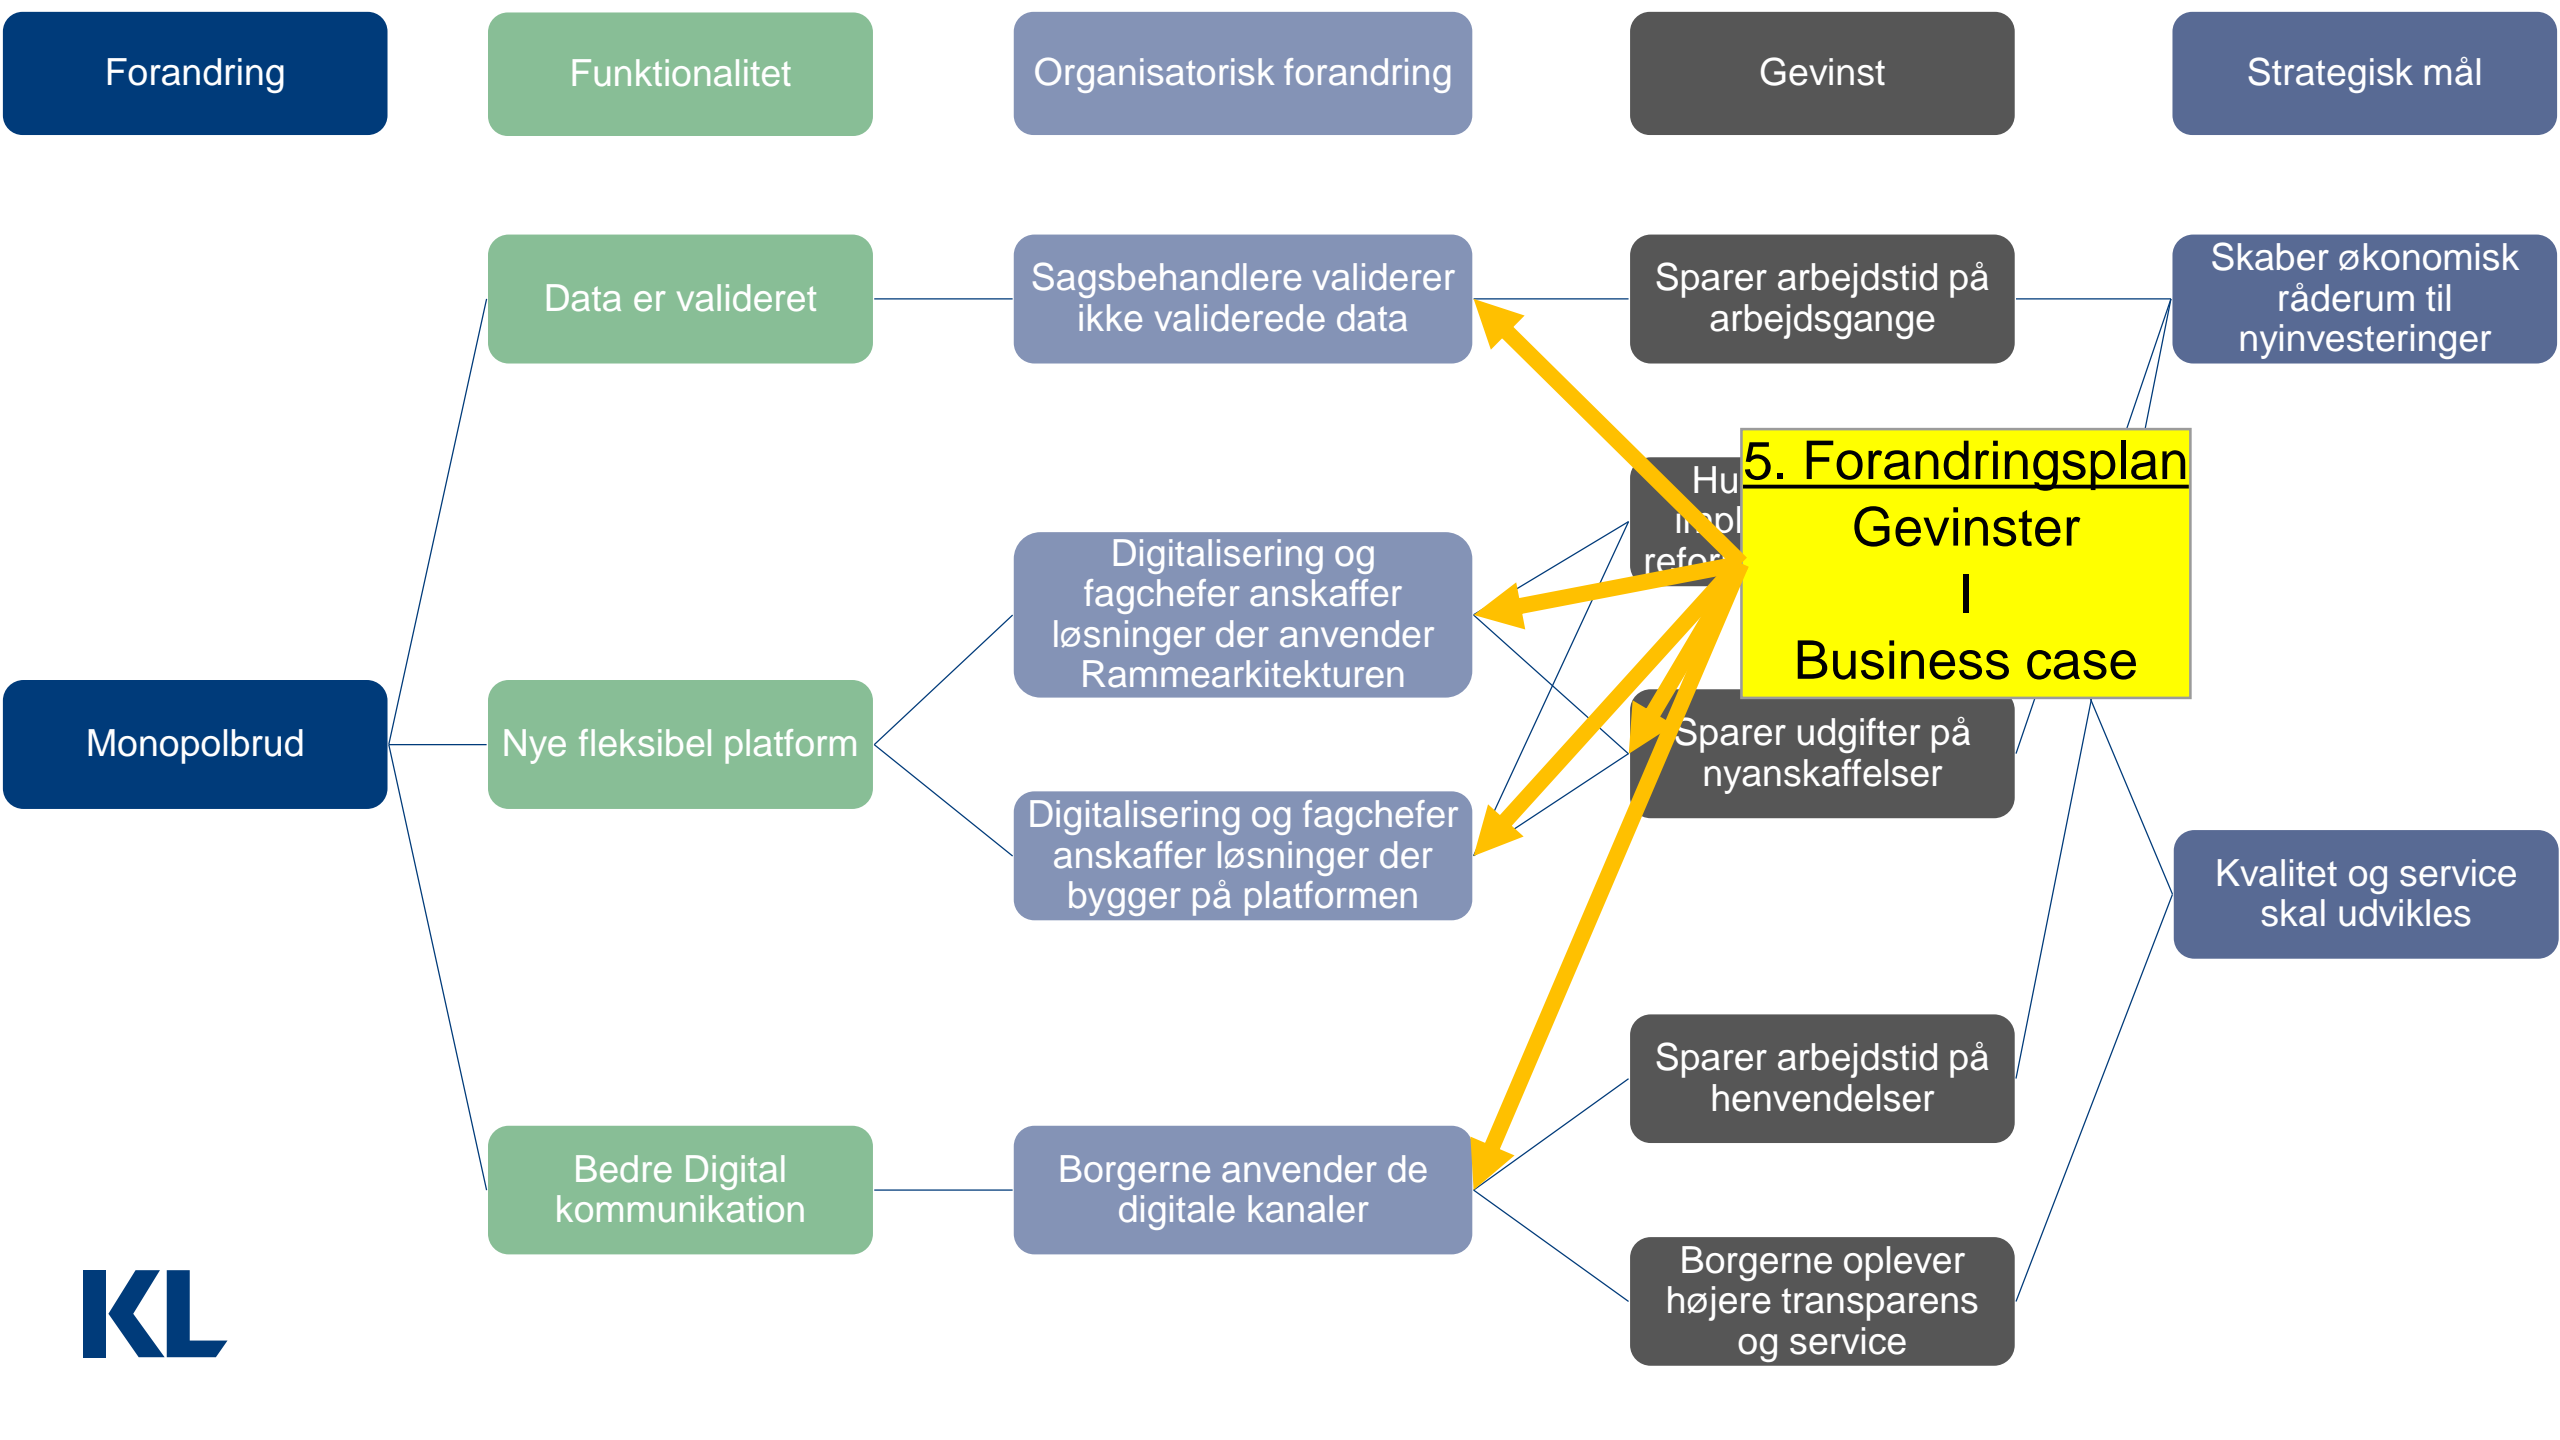 Forandring
Funktionalitet
Organisatorisk forandring
Gevinst
Strategisk mål
Data er valideret
Sagsbehandlere validerer
ikke validerede data
Sparer arbejdstid på
arbejdsgange
Skaber økonomisk
råderum til
nyinvesteringer
5. Forandringsplan
Gevinster
I
Business case
Digitalisering og
fagchefer anskaffer
løsninger der anvender
Rammearkitekturen
Monopolbrud
Nye fleksibel platform
Sparer udgifter på
nyanskaffelser
Digitalisering og fagchefer
anskaffer løsninger der
bygger på platformen
Kvalitet og service
skal udvikles
Sparer arbejdstid på
henvendelser
Bedre Digital
kommunikation
Borgerne anvender de
digitale kanaler
Borgerne oplever
højere transparens
og service
KL